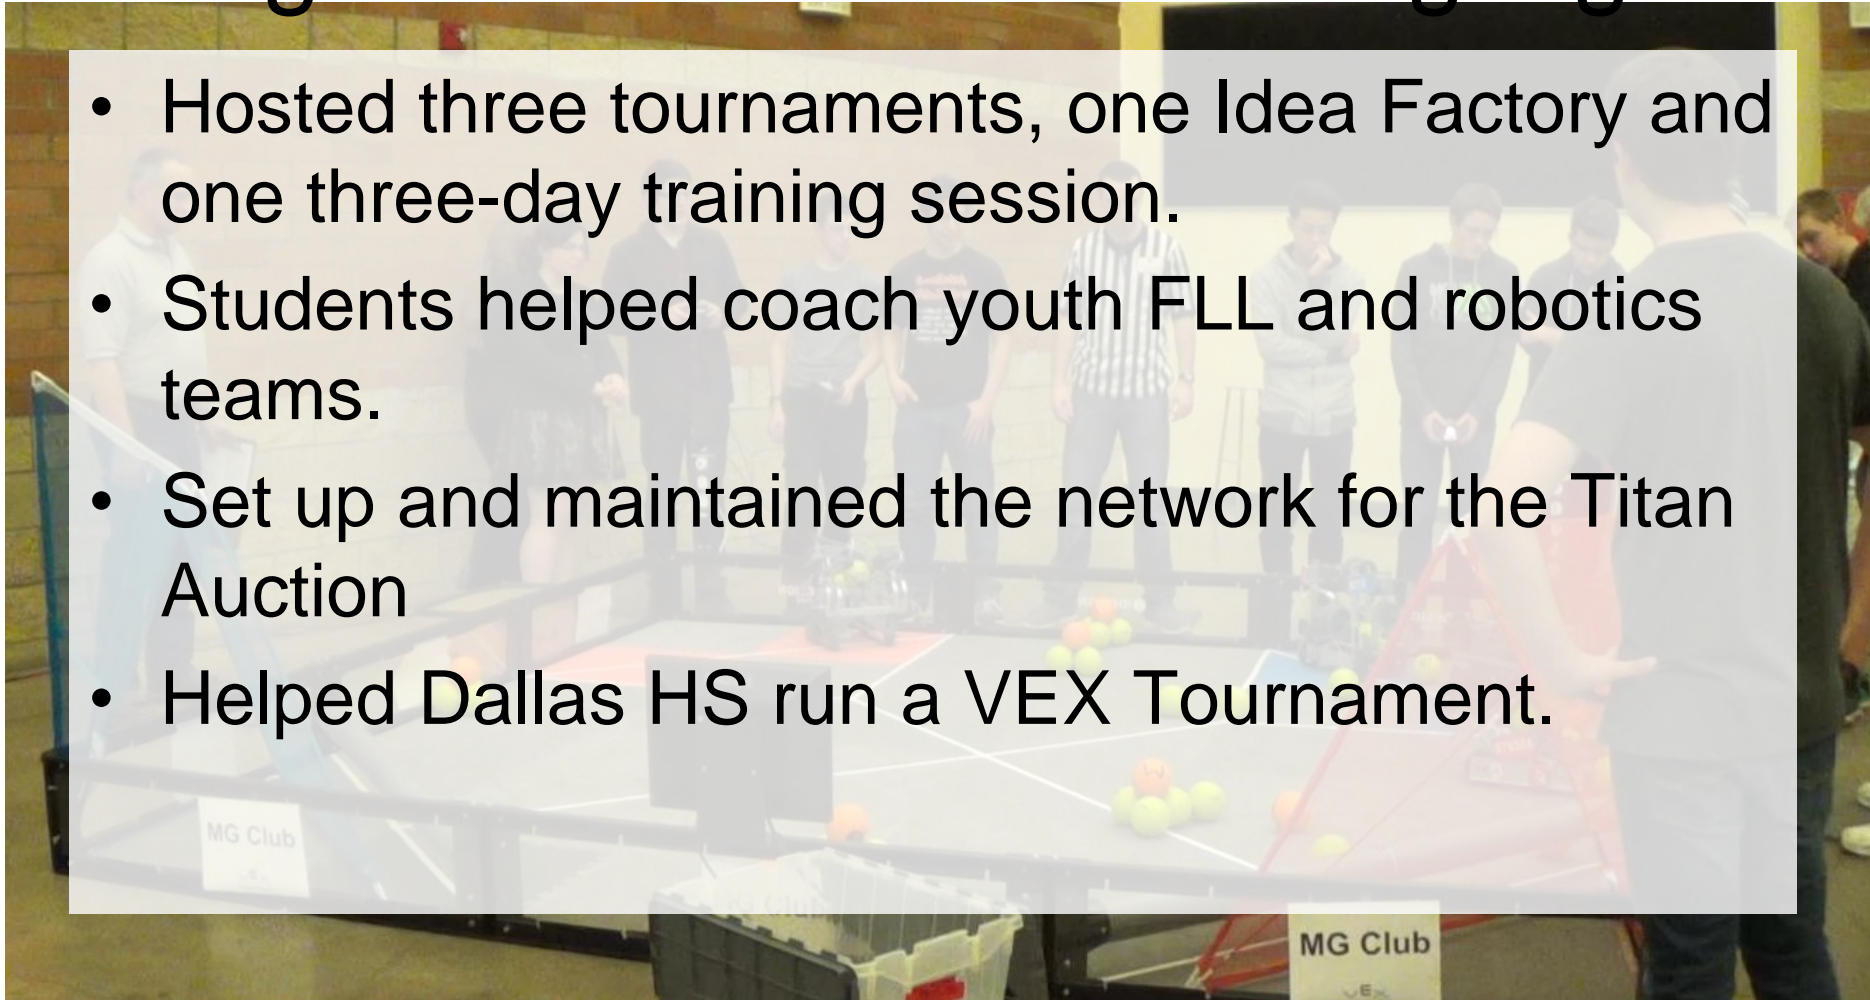 • Hosted three tournaments, one Idea Factory and
one three-day training session.
• Students helped coach youth FLL and robotics
teams.
• Set up and maintained the network for the Titan
Auction
• Helped Dallas HS run a VEX Tournament.
MG Club
MG Club
VEX